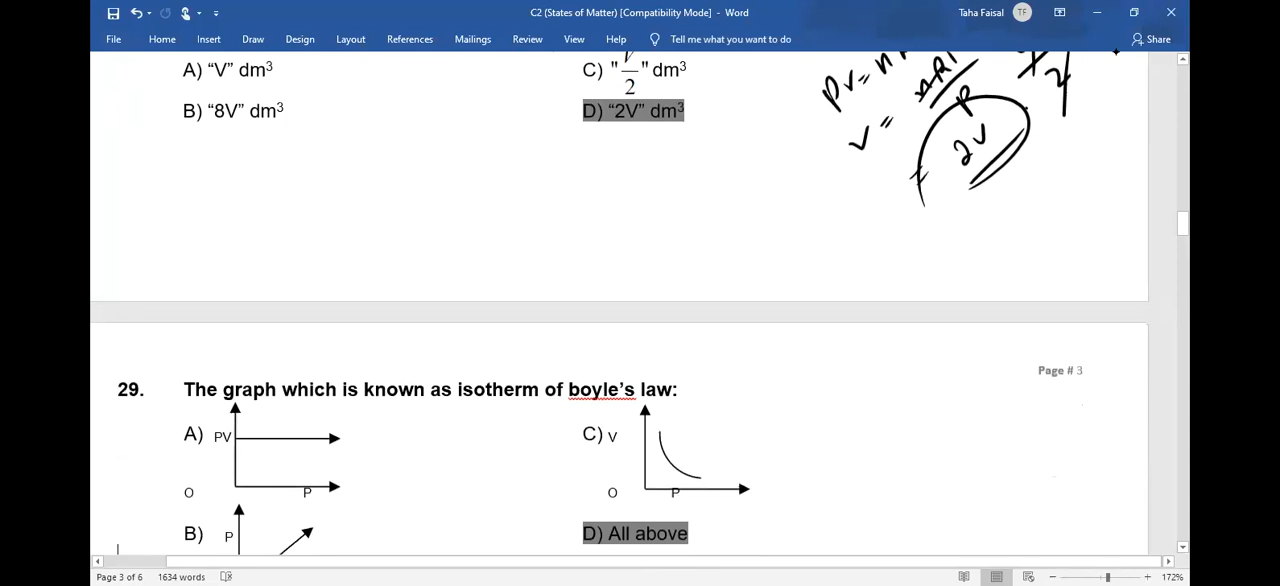 C2 (States of Matter) [Compatibility Mode] - Word
Taha Faisal TF
File Home Insert Draw Design Layout References Mailings Review View Help Tell me what you want to do Share
A) “V” dm3
C) "V/2" dm3
B) “8V” dm3
D) “2V” dm3
PV = n
nRT
V =
P
2V
Page # 3
29. The graph which is known as isotherm of boyle’s law:
A) PV
O P
C) V
O P
B) P
D) All above
Page 3 of 6 1634 words 172%